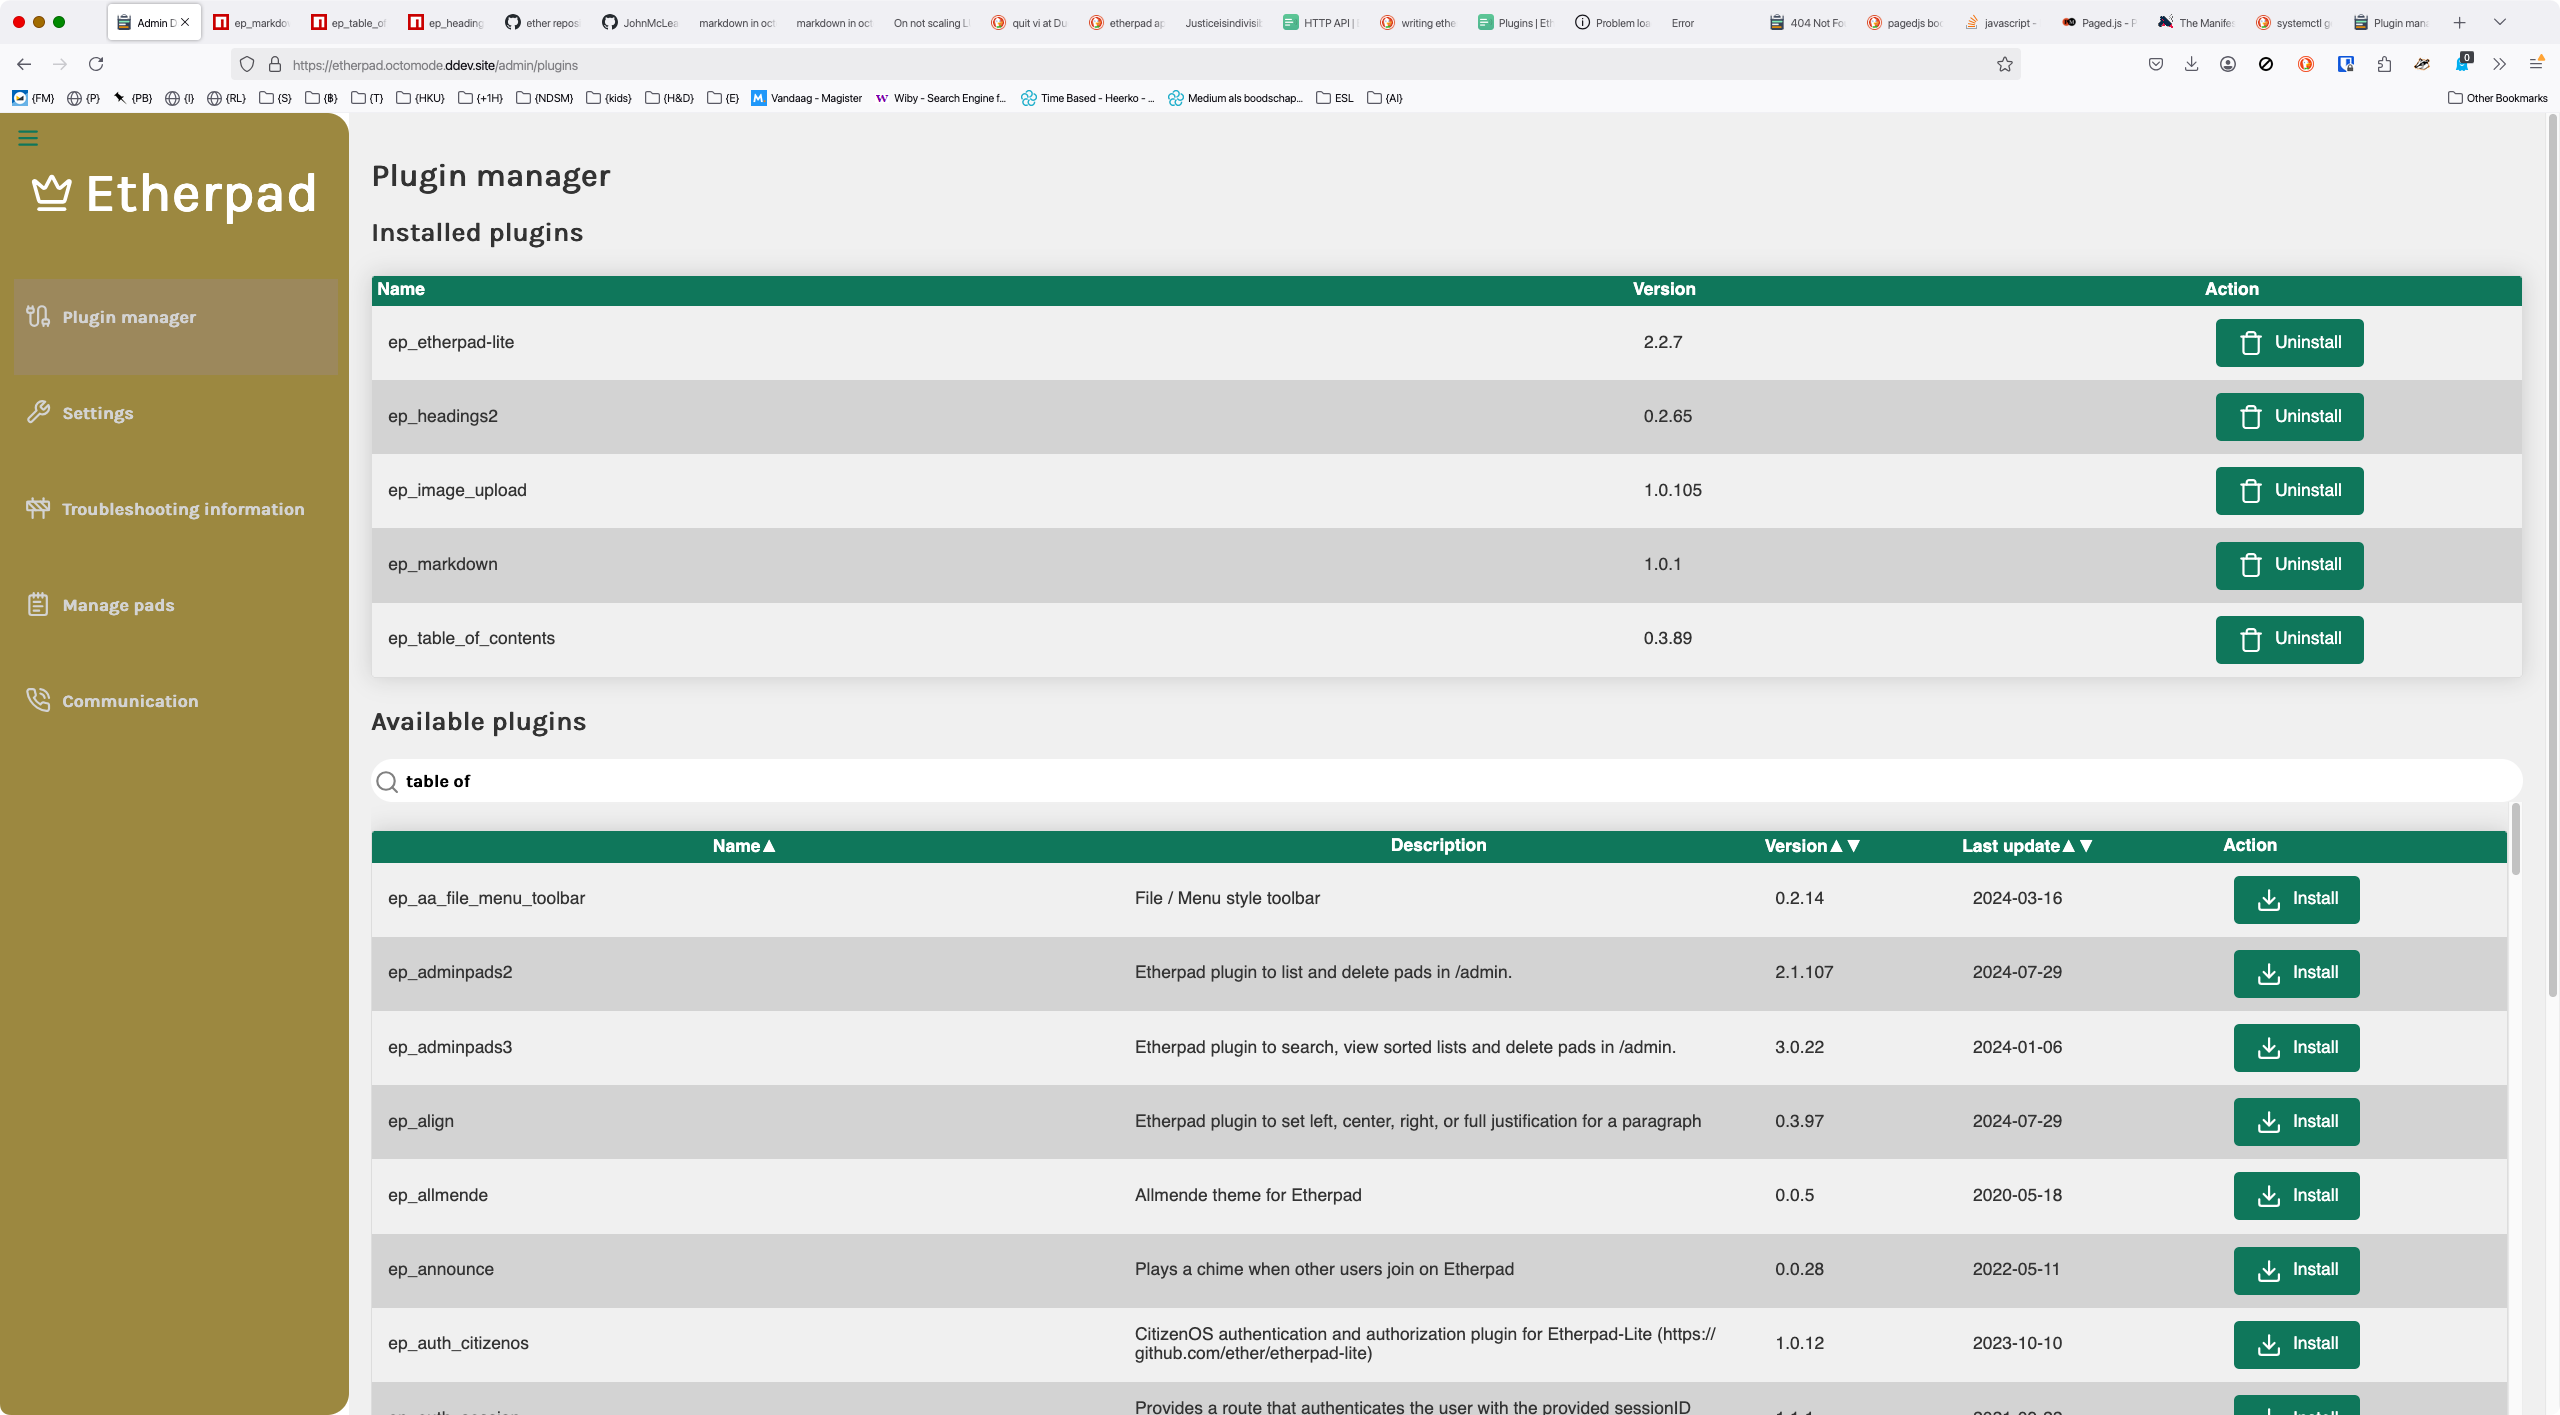 Admin D
ep_markdo
ep_table_of
ep_heading
ether repos
JohnMcLea
markdown in oct
markdown in oct
On not scaling L
quit vi at Du
etherpad ap
Justiceisindivisit
HTTP API |
writing ethe
Plugins | Eth
Problem loa
Error
404 Not Fo
pagedjs boo
javascript -
Paged.js - P
The Manifes
systemctl g
Plugin mana
https://etherpad.octomode.ddev.site/admin/plugins
0
{FM} {P} {PB} {I} {RL} {S} {฿} {T} {HKU} {+1H} {NDSM} {kids} {H&D} {E} Vandaag - Magister Wiby - Search Engine f... Time Based - Heerko - ... Medium als boodschap... ESL {AI} Other Bookmarks
Etherpad
Plugin manager
Settings
Troubleshooting information
Manage pads
Communication
Plugin manager
Installed plugins
Name Version Action
ep_etherpad-lite 2.2.7 Uninstall
ep_headings2 0.2.65 Uninstall
ep_image_upload 1.0.105 Uninstall
ep_markdown 1.0.1 Uninstall
ep_table_of_contents 0.3.89 Uninstall
Available plugins
table of
Name▲ Description Version▲▼ Last update▲▼ Action
ep_aa_file_menu_toolbar File / Menu style toolbar 0.2.14 2024-03-16 Install
ep_adminpads2 Etherpad plugin to list and delete pads in /admin. 2.1.107 2024-07-29 Install
ep_adminpads3 Etherpad plugin to search, view sorted lists and delete pads in /admin. 3.0.22 2024-01-06 Install
ep_align Etherpad plugin to set left, center, right, or full justification for a paragraph 0.3.97 2024-07-29 Install
ep_allmende Allmende theme for Etherpad 0.0.5 2020-05-18 Install
ep_announce Plays a chime when other users join on Etherpad 0.0.28 2022-05-11 Install
ep_auth_citizenos CitizenOS authentication and authorization plugin for Etherpad-Lite (https://
github.com/ether/etherpad-lite) 1.0.12 2023-10-10 Install
Provides a route that authenticates the user with the provided sessionID